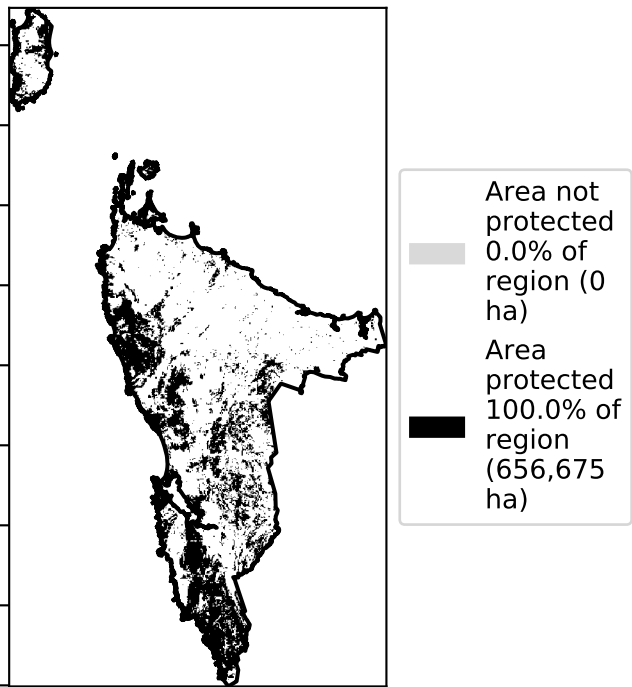 Area not
protected
0.0% of
region (0
ha)
Area
protected
100.0% of
region
(656,675
ha)